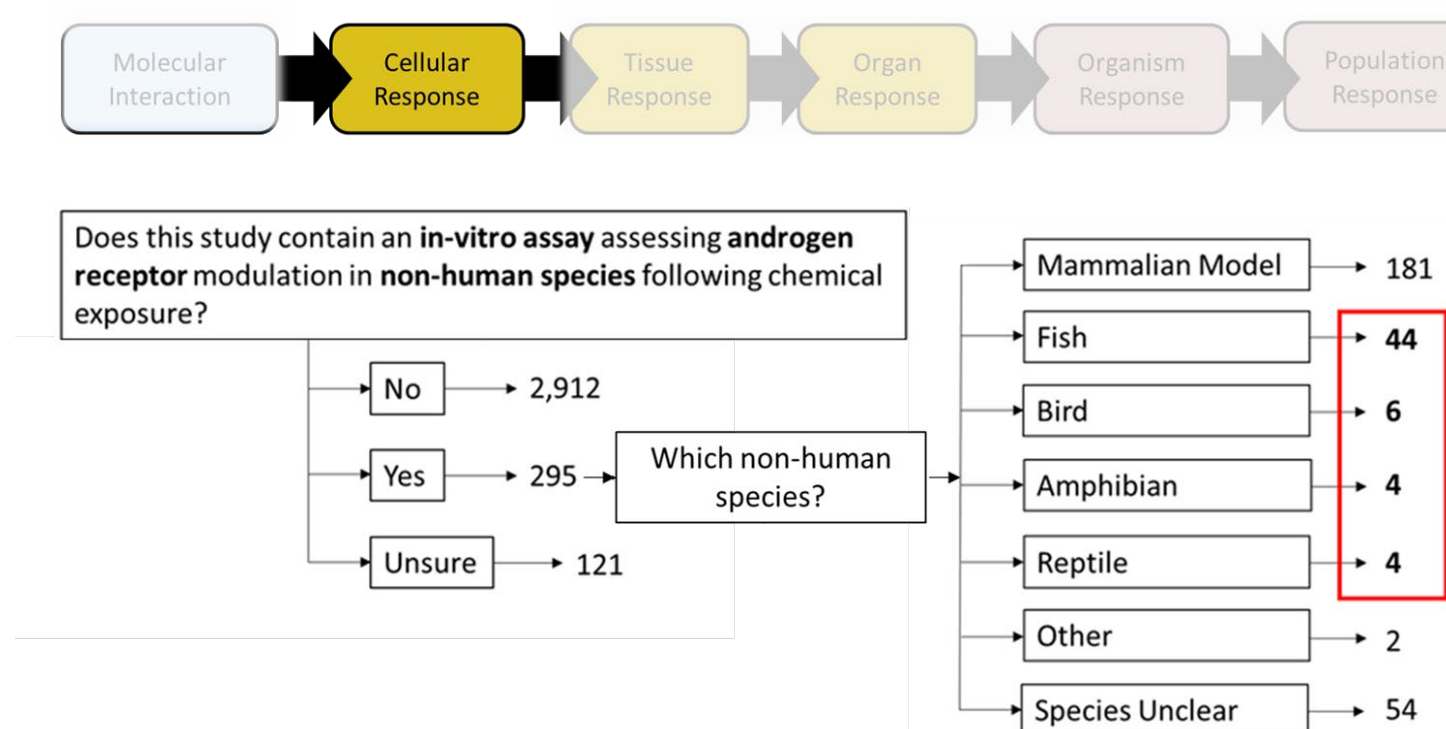 Molecular
Interaction
Cellular
Response
Tissue
Response
Organ
Response
Organism
Response
Population
Response
Does this study contain an in-vitro assay assessing androgen
receptor modulation in non-human species following chemical
exposure?
No
2,912
Yes
295
Unsure
121
Which non-human
species?
Mammalian Model
181
Fish
44
Bird
6
Amphibian
4
Reptile
4
Other
2
Species Unclear
54